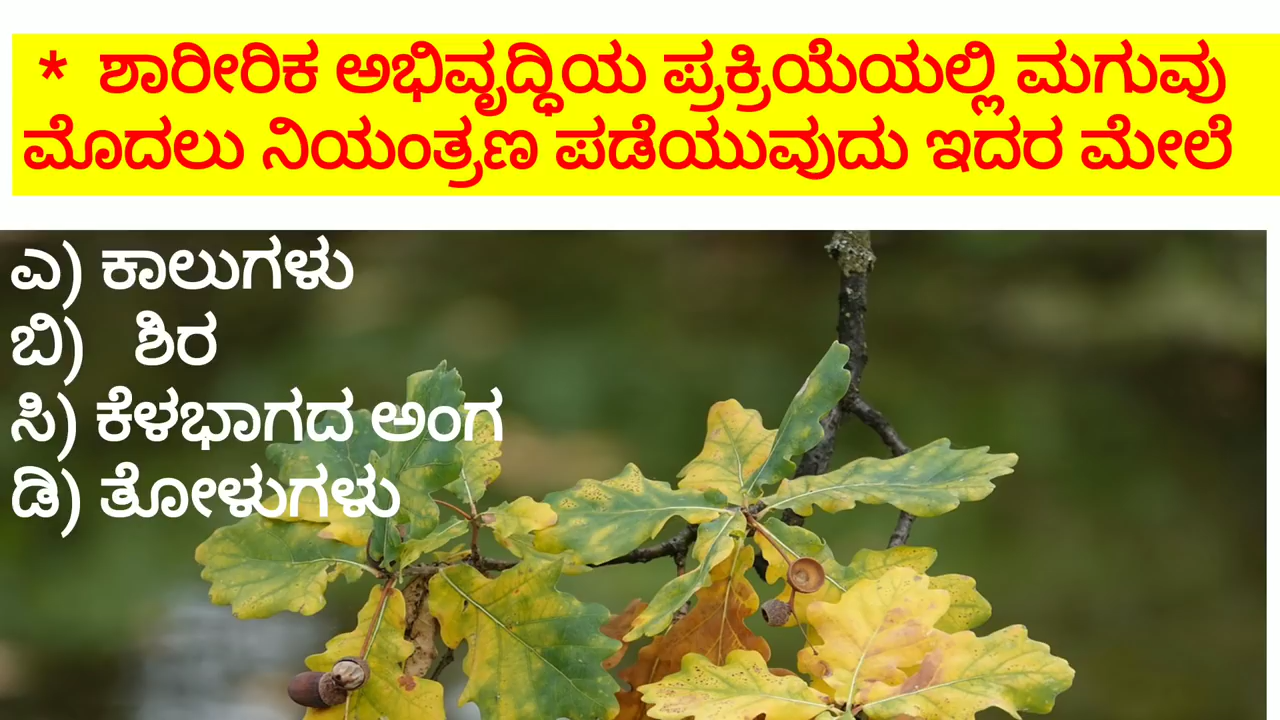 * ಶಾರೀರಿಕ ಅಭಿವೃದ್ಧಿಯ ಪ್ರಕ್ರಿಯೆಯಲ್ಲಿ ಮಗುವು
ಮೊದಲು ನಿಯಂತ್ರಣ ಪಡೆಯುವುದು ಇದರ ಮೇಲೆ
ಎ) ಕಾಲುಗಳು
ಬಿ) ಶಿರ
ಸಿ) ಕೆಳಭಾಗದ ಅಂಗ
ಡಿ) ತೋಳುಗಳು